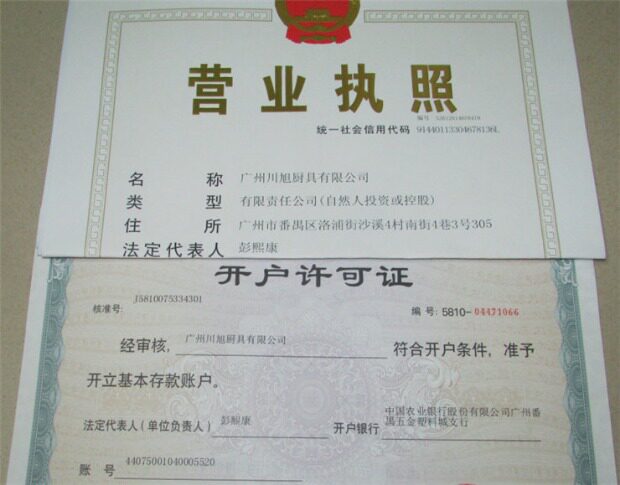 营业执照
编号 S2612014028419
统一社会信用代码 91440113304678136L
名称 广州川旭厨具有限公司
类型 有限责任公司(自然人投资或控股)
住所 广州市番禺区洛浦街沙溪4村南街4巷3号305
法定代表人 彭熙康
开户许可证
核准号: J5810075334301 编号: 5810-04471066
经审核, 广州川旭厨具有限公司 符合开户条件, 准予
开立基本存款账户。
法定代表人(单位负责人) 彭熙康 开户银行 中国农业银行股份有限公司广州番
禺五金塑料城支行
账号 44075001040005520